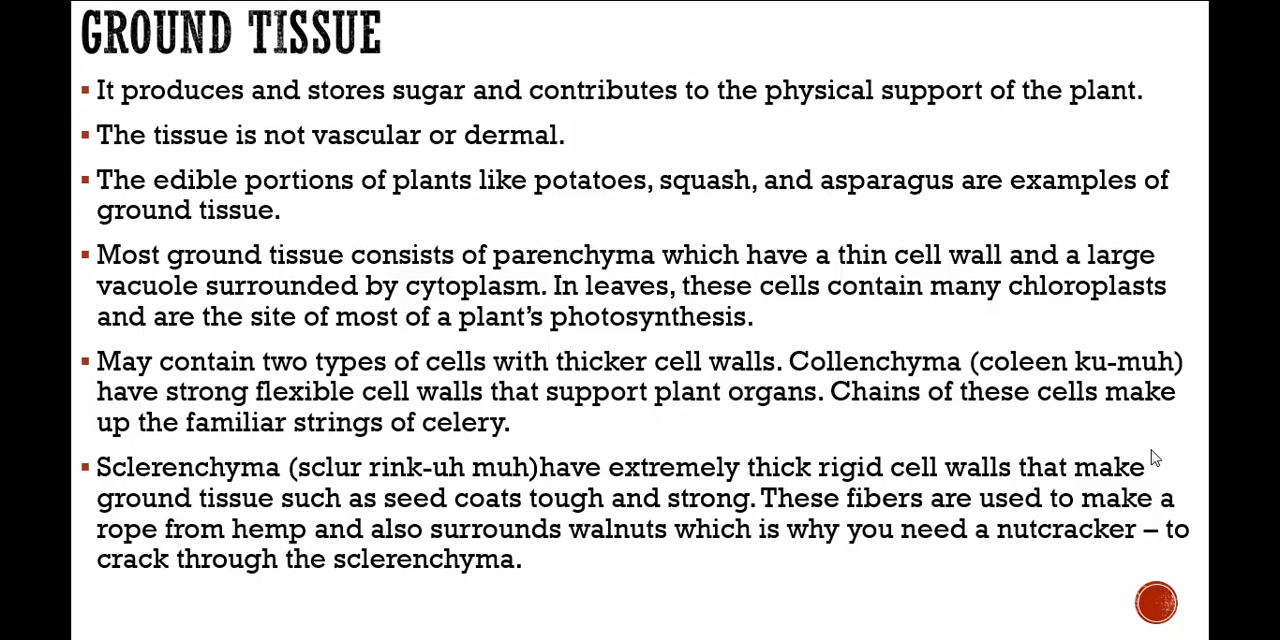 GROUND TISSUE
▪ It produces and stores sugar and contributes to the physical support of the plant.
▪ The tissue is not vascular or dermal.
▪ The edible portions of plants like potatoes, squash, and asparagus are examples of
ground tissue.
▪ Most ground tissue consists of parenchyma which have a thin cell wall and a large
vacuole surrounded by cytoplasm. In leaves, these cells contain many chloroplasts
and are the site of most of a plant’s photosynthesis.
▪ May contain two types of cells with thicker cell walls. Collenchyma (coleen ku-muh)
have strong flexible cell walls that support plant organs. Chains of these cells make
up the familiar strings of celery.
▪ Sclerenchyma (sclur rink-uh muh)have extremely thick rigid cell walls that make
ground tissue such as seed coats tough and strong. These fibers are used to make a
rope from hemp and also surrounds walnuts which is why you need a nutcracker – to
crack through the sclerenchyma.